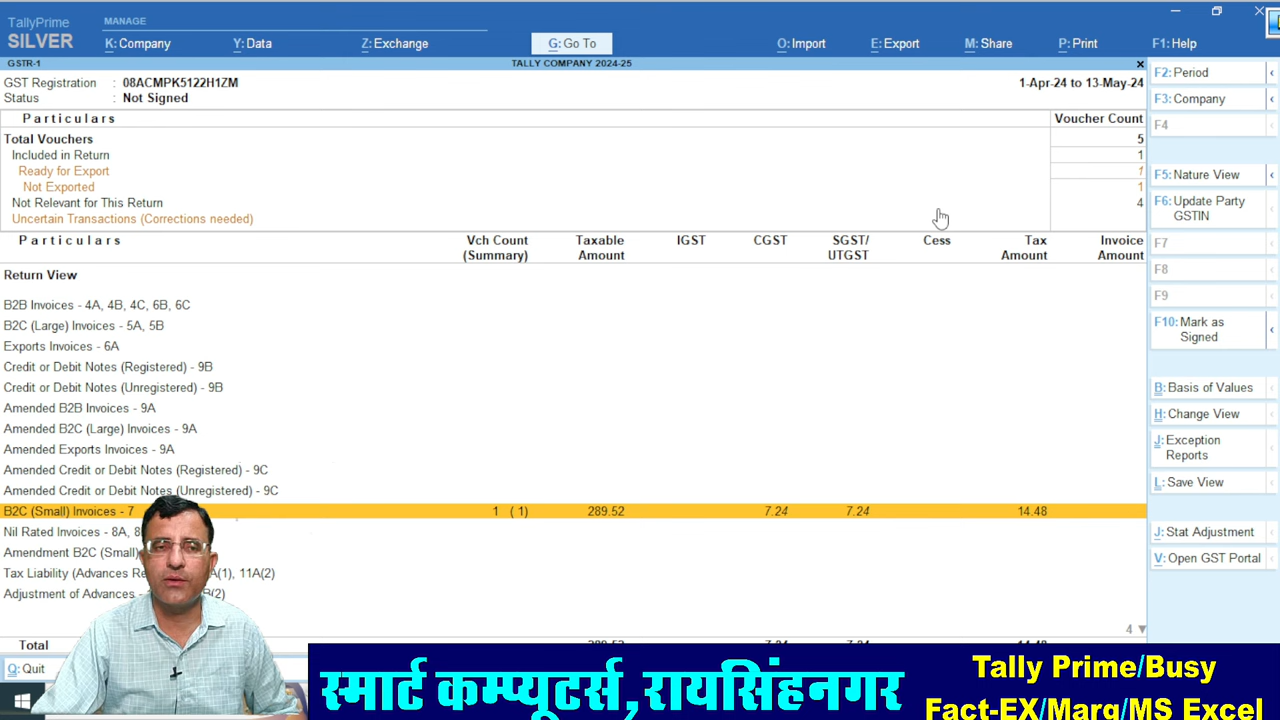 TallyPrime
SILVER
MANAGE
K: Company
Y: Data
Z: Exchange
G: Go To
O: Import
E: Export
M: Share
P: Print
F1: Help
GSTR-1
TALLY COMPANY 2024-25
GST Registration : 08ACMPK5122H1ZM
1-Apr-24 to 13-May-24
Status : Not Signed
Particulars Voucher Count
Total Vouchers 5
Included in Return 1
Ready for Export 1
Not Exported 1
Not Relevant for This Return 4
Uncertain Transactions (Corrections needed)
Particulars Vch Count Taxable IGST CGST SGST/ Cess Tax Invoice
(Summary) Amount UTGST Amount Amount
Return View
B2B Invoices - 4A, 4B, 4C, 6B, 6C
B2C (Large) Invoices - 5A, 5B
Exports Invoices - 6A
Credit or Debit Notes (Registered) - 9B
Credit or Debit Notes (Unregistered) - 9B
Amended B2B Invoices - 9A
Amended B2C (Large) Invoices - 9A
Amended Exports Invoices - 9A
Amended Credit or Debit Notes (Registered) - 9C
Amended Credit or Debit Notes (Unregistered) - 9C
B2C (Small) Invoices - 7 1 ( 1) 289.52 7.24 7.24 14.48
Nil Rated Invoices - 8A,
Amendment B2C (Small)
Tax Liability (Advances 11A(2)
Adjustment of Advances -
4
Total 289.52 7.24 7.24 14.48
Q: Quit
F2: Period
F3: Company
F4
F5: Nature View
F6: Update Party
GSTIN
F7
F8
F9
F10: Mark as
Signed
B: Basis of Values
H: Change View
J: Exception
Reports
L: Save View
J: Stat Adjustment
V: Open GST Portal
स्मार्ट कम्प्यूटर्स,रायसिंहनगर
Tally Prime/Busy
Fact-EX/Marg/MS Excel